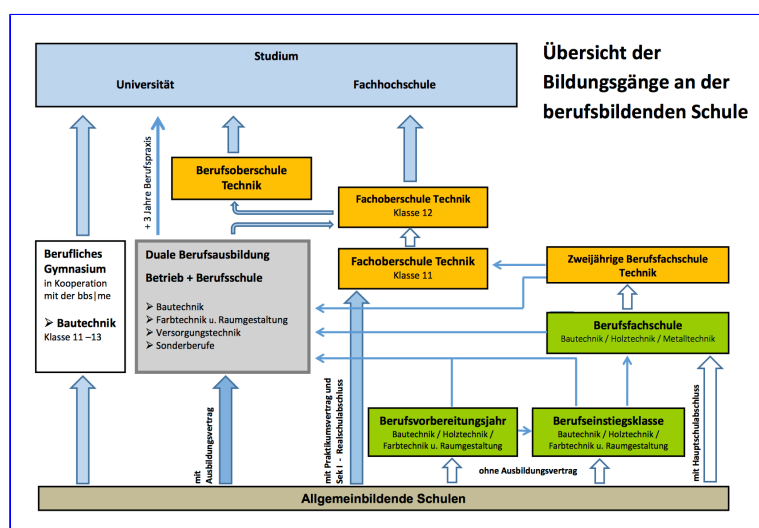 Übersicht der
Bildungsgänge an der
berufsbildenden Schule
Studium
Universität
Fachhochschule
+ 3 Jahre Berufspraxis
Berufsoberschule
Technik
Fachoberschule Technik
Klasse 12
Berufliches
Gymnasium
in Kooperation
mit der bbs|me
➢ Bautechnik
Klasse 11 –13
Duale Berufsausbildung
Betrieb + Berufsschule
➢ Bautechnik
➢ Farbtechnik u. Raumgestaltung
➢ Versorgungstechnik
➢ Sonderberufe
Fachoberschule Technik
Klasse 11
Zweijährige Berufsfachschule
Technik
Berufsfachschule
Bautechnik / Holztechnik / Metalltechnik
Berufsvorbereitungsjahr
Bautechnik / Holztechnik /
Farbtechnik u. Raumgestaltung
Berufseinstiegsklasse
Bautechnik / Holztechnik /
Farbtechnik u. Raumgestaltung
mit
Ausbildungsvertrag
mit Praktikumsvertrag und
Sek I - Realschulabschluss
ohne Ausbildungsvertrag
mit Hauptschulabschluss
Allgemeinbildende Schulen